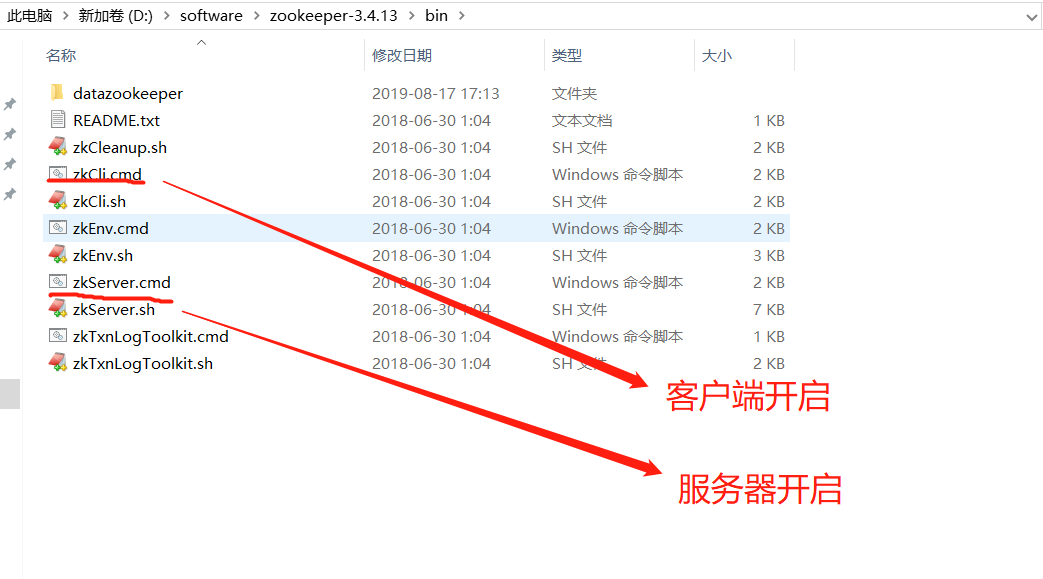 此电脑 > 新加卷 (D:) > software > zookeeper-3.4.13 > bin >
名称 修改日期 类型 大小
datazookeeper 2019-08-17 17:13 文件夹
README.txt 2018-06-30 1:04 文本文档 1 KB
zkCleanup.sh 2018-06-30 1:04 SH 文件 2 KB
zkCli.cmd 2018-06-30 1:04 Windows 命令脚本 2 KB
zkCli.sh 2018-06-30 1:04 SH 文件 2 KB
zkEnv.cmd 2018-06-30 1:04 Windows 命令脚本 2 KB
zkEnv.sh 2018-06-30 1:04 SH 文件 3 KB
zkServer.cmd 2018-06-30 1:04 Windows 命令脚本 2 KB
zkServer.sh 2018-06-30 1:04 SH 文件 7 KB
zkTxnLogToolkit.cmd 2018-06-30 1:04 Windows 命令脚本 1 KB
zkTxnLogToolkit.sh 2018-06-30 1:04 SH 文件 2 KB
客户端开启
服务器开启